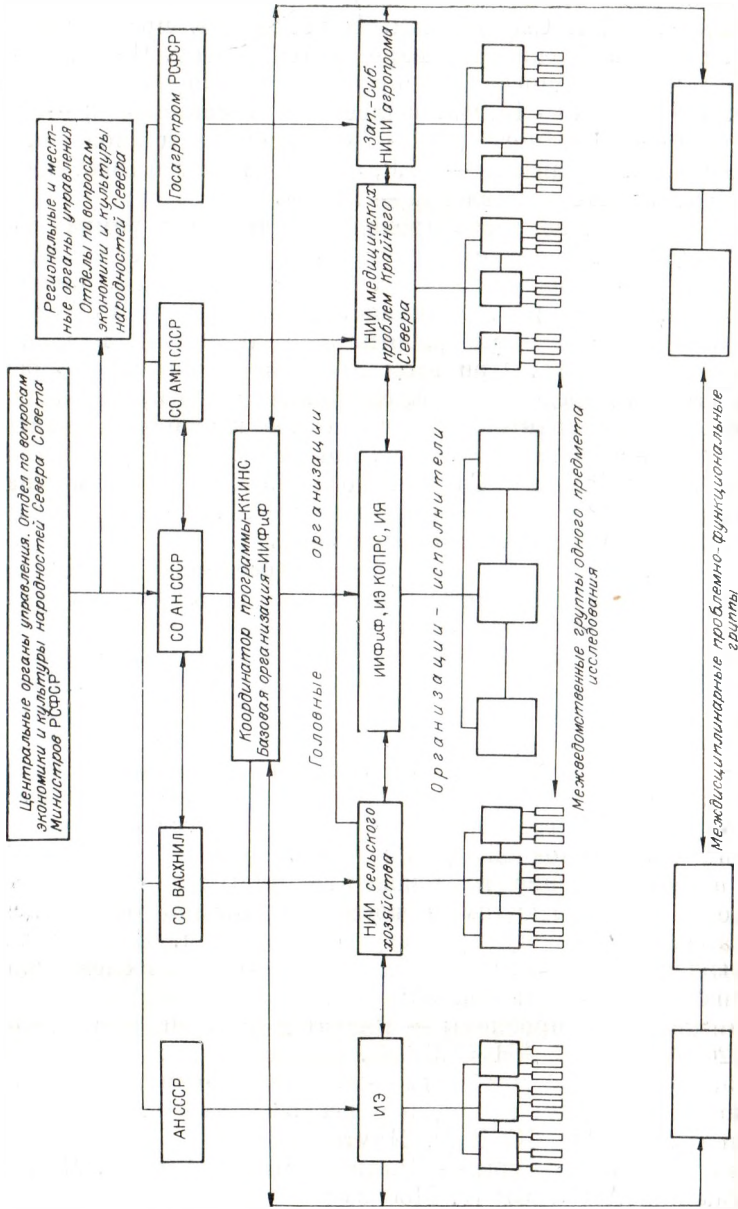 Центральные органы управления. Отдел по вопросам
экономики и культуры народностей Севера Совета
Министров РСФСР
Региональные и мест-
ные органы управления
Отделы по вопросам
экономики и культуры
народностей Севера
АН СССР
СО ВАСХНИЛ
СО АН СССР
СО АМН СССР
Госагропром РСФСР
Координатор программы-ККИНС
Базовая организация-ИИФиФ
Головные организации
ИЭ
НИИ сельского
хозяйства
ИИФиФ, ИЭ КОПРС, ИЯ
НИИ медицинских
проблем Крайнего
Севера
Зап.-Сиб.
НИПИ агропрома
Организации - исполнители
Межведомственные группы одного предмета
исследования
Междисциплинарные проблемно-функциональные
группы